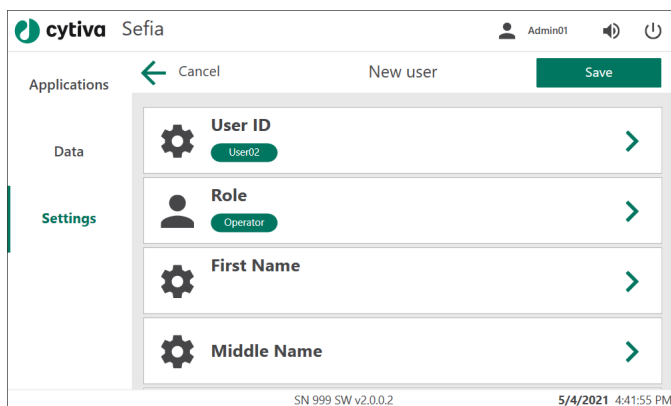 cytiva Sefia Admin01
Applications
Cancel New user Save
User ID
User02
Data
Role
Operator
Settings
First Name
Middle Name
SN 999 SW v2.0.0.2 5/4/2021 4:41:55 PM